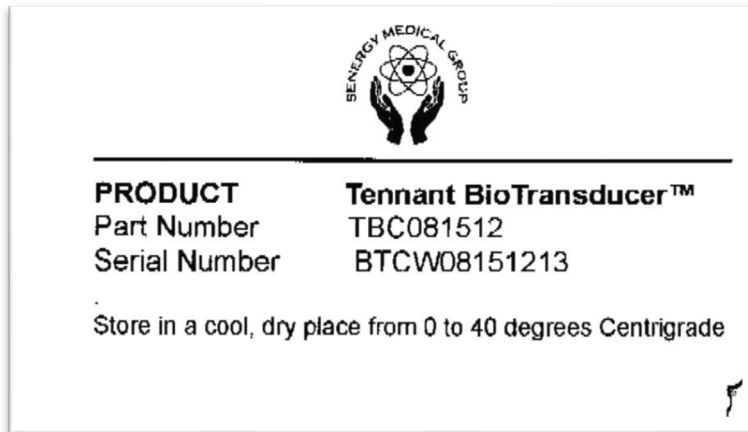 SENERGY MEDICAL GROUP
PRODUCT Tennant BioTransducer™
Part Number TBC081512
Serial Number BTCW08151213
.
Store in a cool, dry place from 0 to 40 degrees Centrigrade